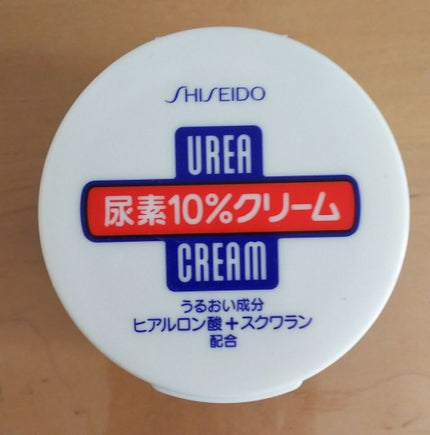 SHISEIDO
UREA
尿素10%クリーム
CREAM
うるおい成分
ヒアルロン酸+スクワラン
配合